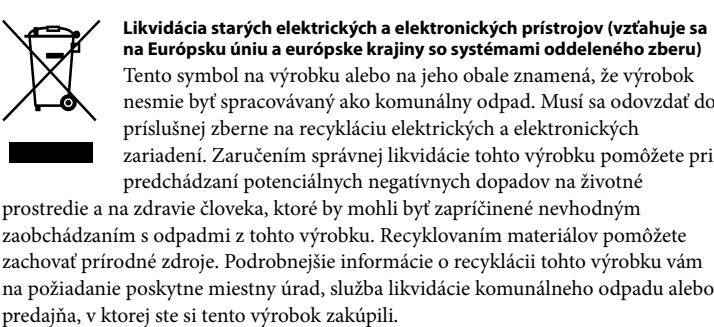 Likvidácia starých elektrických a elektronických prístrojov (vzťahuje sa
na Európsku úniu a európske krajiny so systémami oddeleného zberu)
Tento symbol na výrobku alebo na jeho obale znamená, že výrobok
nesmie byť spracovávaný ako komunálny odpad. Musí sa odovzdať do
príslušnej zberne na recykláciu elektrických a elektronických
zariadení. Zaručením správnej likvidácie tohto výrobku pomôžete pri
predchádzaní potenciálnych negatívnych dopadov na životné
prostredie a na zdravie človeka, ktoré by mohli byť zapríčinené nevhodným
zaobchádzaním s odpadmi z tohto výrobku. Recyklovaním materiálov pomôžete
zachovať prírodné zdroje. Podrobnejšie informácie o recyklácii tohto výrobku vám
na požiadanie poskytne miestny úrad, služba likvidácie komunálneho odpadu alebo
predajňa, v ktorej ste si tento výrobok zakúpili.